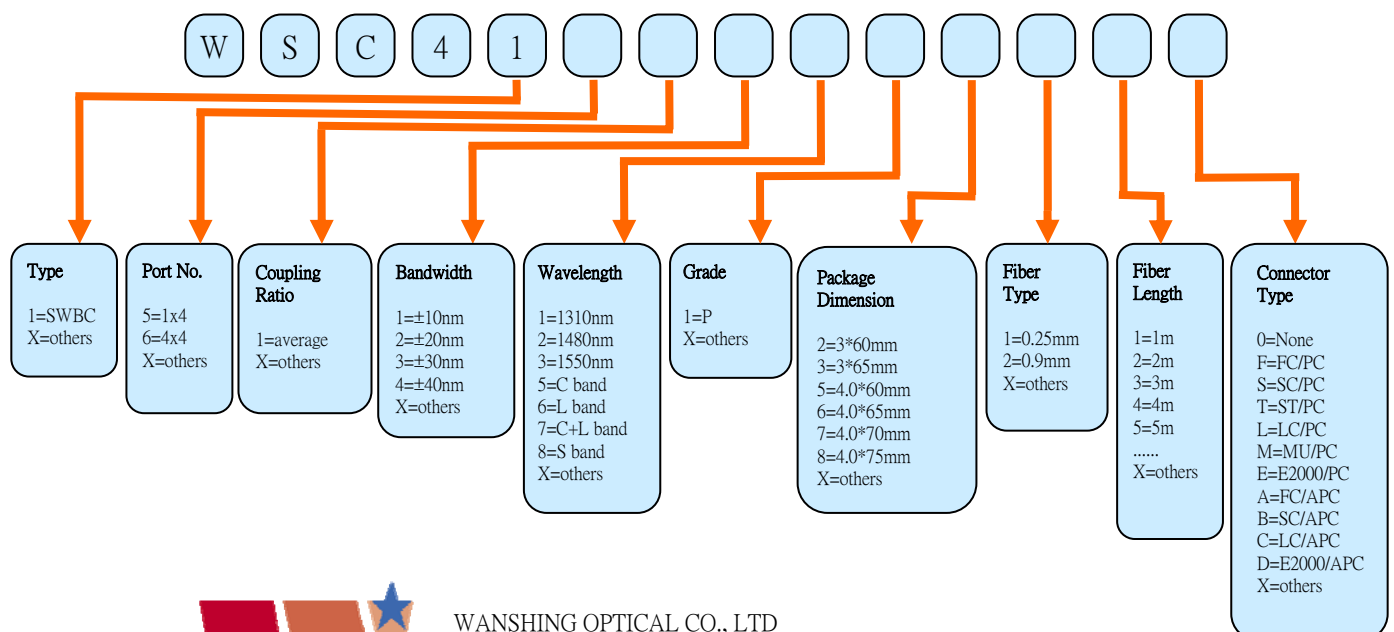 W S C 4 1
Type
1=SWBC
X=others
Port No.
5=1x4
6=4x4
X=others
Coupling
Ratio
1=average
X=others
Bandwidth
1=±10nm
2=±20nm
3=±30nm
4=±40nm
X=others
Wavelength
1=1310nm
2=1480nm
3=1550nm
5=C band
6=L band
7=C+L band
8=S band
X=others
Grade
1=P
X=others
Package
Dimension
2=3*60mm
3=3*65mm
5=4.0*60mm
6=4.0*65mm
7=4.0*70mm
8=4.0*75mm
X=others
Fiber
Type
1=0.25mm
2=0.9mm
X=others
Fiber
Length
1=1m
2=2m
3=3m
4=4m
5=5m
......
X=others
Connector
Type
0=None
F=FC/PC
S=SC/PC
T=ST/PC
L=LC/PC
M=MU/PC
E=E2000/PC
A=FC/APC
B=SC/APC
C=LC/APC
D=E2000/APC
X=others
WANSHING OPTICAL CO., LTD